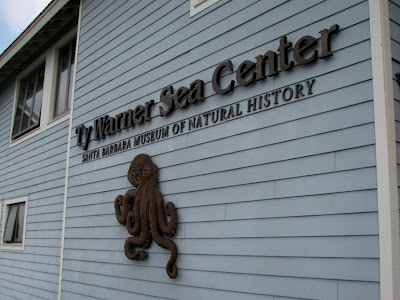 Ty Warner Sea Center
SANTA BARBARA MUSEUM OF NATURAL HISTORY